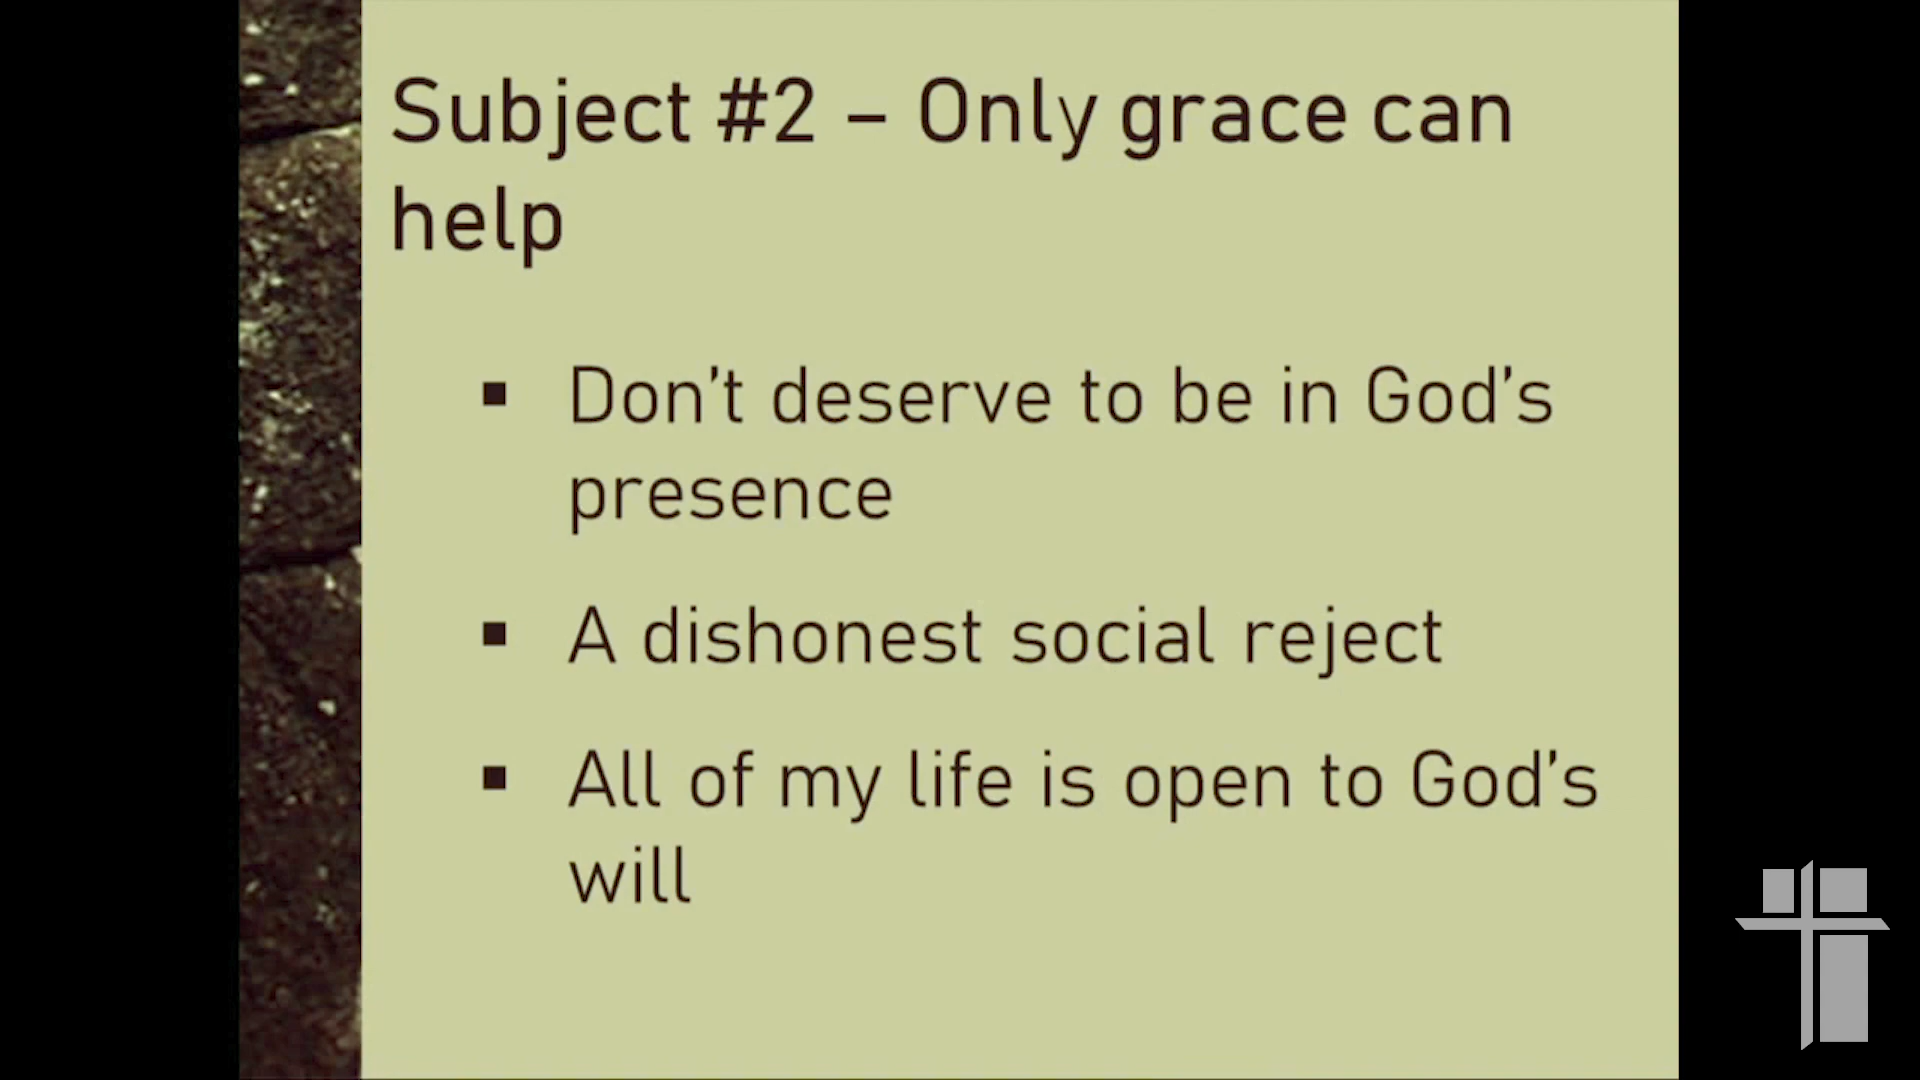 Subject #2 – Only grace can
help
▪ Don’t deserve to be in God’s
presence
▪ A dishonest social reject
▪ All of my life is open to God’s
will